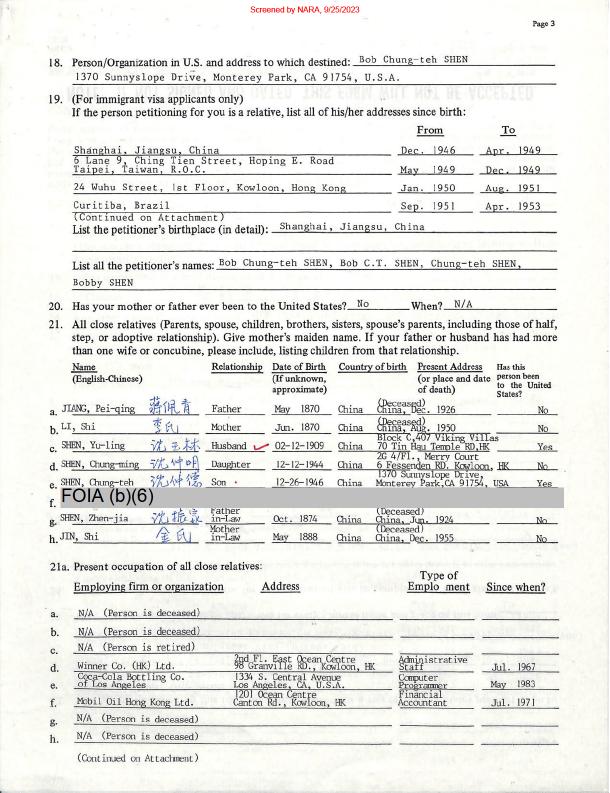 Screened by NARA, 9/25/2023
Page 3
18. Person/Organization in U.S. and address to which destined: Bob Chung-teh SHEN
1370 Sunnyslope Drive, Monterey Park, CA 91754, U.S.A.
19. (For immigrant visa applicants only)
If the person petitioning for you is a relative, list all of his/her addresses since birth:
From To
Shanghai, Jiangsu, China Dec. 1946 Apr. 1949
6 Lane 9, Ching Tien Street, Hoping E. Road
Taipei, Taiwan, R.O.C. May 1949 Dec. 1949
24 Wuhu Street, 1st Floor, Kowloon, Hong Kong Jan. 1950 Aug. 1951
Curitiba, Brazil Sep. 1951 Apr. 1953
(Continued on Attachment)
List the petitioner's birthplace (in detail): Shanghai, Jiangsu, China
List all the petitioner's names: Bob Chung-teh SHEN, Bob C.T. SHEN, Chung-teh SHEN,
Bobby SHEN
20. Has your mother or father ever been to the United States? No When? N/A
21. All close relatives (Parents, spouse, children, brothers, sisters, spouse's parents, including those of half,
step, or adoptive relationship). Give mother's maiden name. If your father or husband has had more
than one wife or concubine, please include, listing children from that relationship.
Name (English-Chinese) Relationship Date of Birth (If unknown, approximate) Country of birth Present Address (or place and date of death) Has this person been to the United States?
a. JIANG, Pei-qing 蔣佩青 Father May 1870 China (Deceased) China, Dec. 1926 No
b. LI, Shi 李氏 Mother Jun. 1870 China (Deceased) China, Aug. 1950 No
c. SHEN, Yu-ling 沈玉林 Husband 02-12-1909 China Block C,407 Viking Villas 70 Tin Hau Temple RD,HK Yes
d. SHEN, Chung-ming 沈仲明 Daughter 12-12-1944 China 2G 4/Fl., Merry Court 6 Fessenden RD. Kowloon, HK No
e. SHEN, Chung-teh 沈仲德 Son 12-26-1946 China 1370 Sunnyslope Drive, Monterey Park,CA 91754, USA Yes
f. FOIA (b)(6)
g. SHEN, Zhen-jia 沈振家 Father in-Law Oct. 1874 China (Deceased) China, Jun. 1924 No
h. JIN, Shi 金氏 Mother in-Law May 1888 China (Deceased) China, Dec. 1955 No
21a. Present occupation of all close relatives:
Employing firm or organization Address Type of Emplo ment Since when?
a. N/A (Person is deceased)
b. N/A (Person is deceased)
c. N/A (Person is retired)
d. Winner Co. (HK) Ltd. 2nd Fl. East Ocean Centre 98 Granville RD., Kowloon, HK Administrative Staff Jul. 1967
e. Coca-Cola Bottling Co. of Los Angeles 1334 S. Central Avenue Los Angeles, CA, U.S.A. Computer Programmer May 1983
f. Mobil Oil Hong Kong Ltd. 1201 Ocean Centre Canton Rd., Kowloon, HK Financial Accountant Jul. 1971
g. N/A (Person is deceased)
h. N/A (Person is deceased)
(Continued on Attachment)